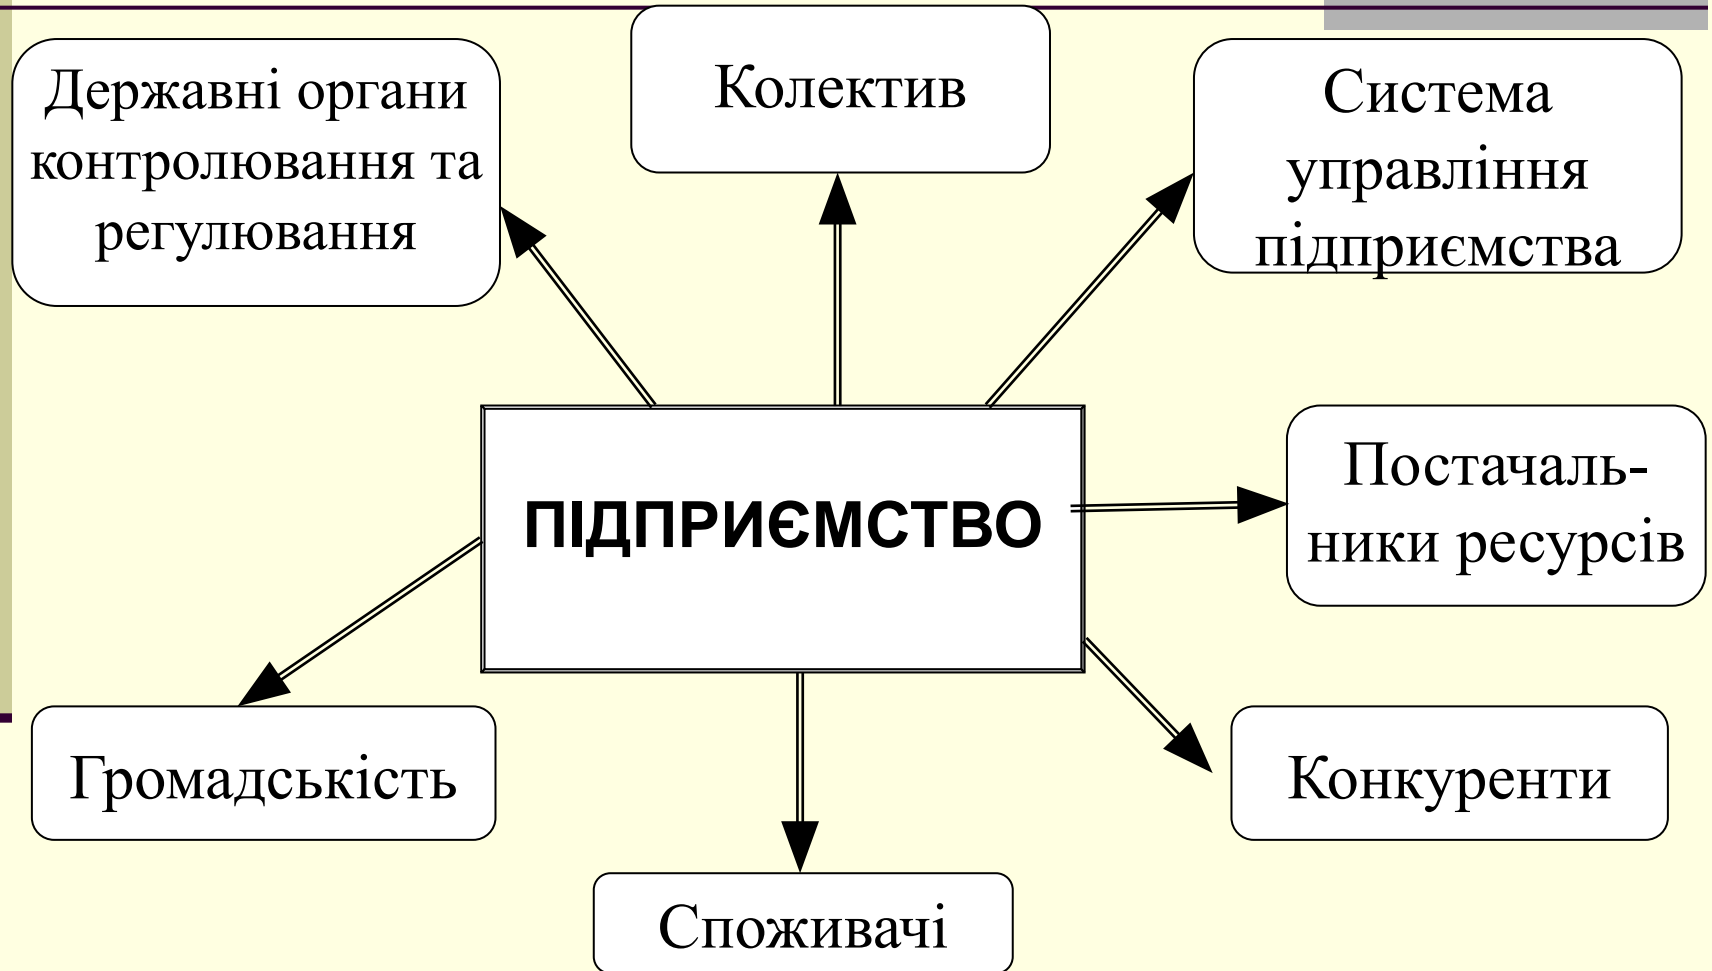 Державні органи
контролювання та
регулювання
Колектив
Система
управління
підприємства
ПІДПРИЄМСТВО
Постачаль-
ники ресурсів
Громадськість
Конкуренти
Споживачі